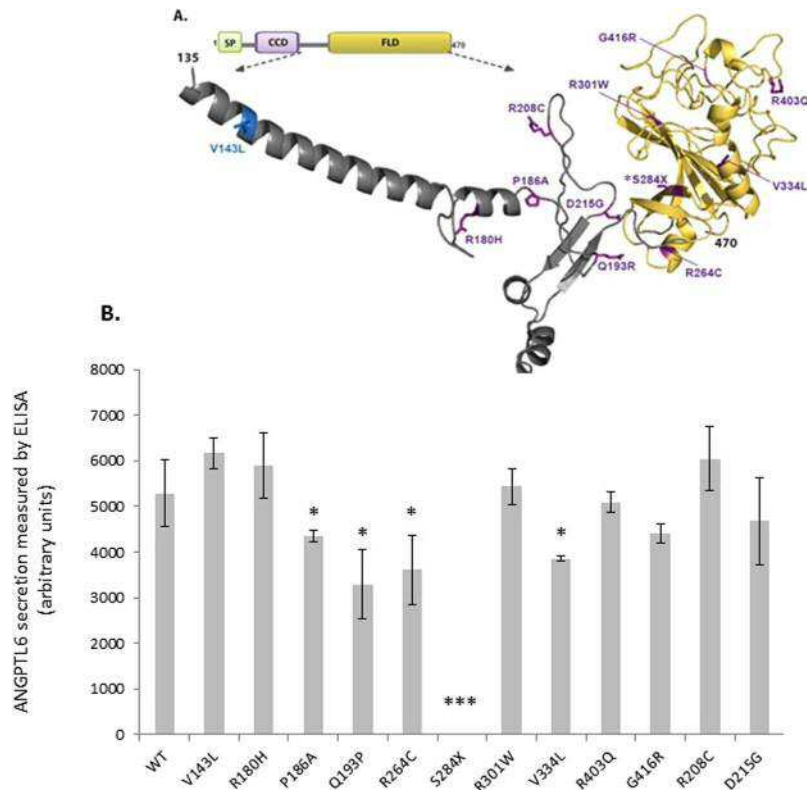 A.
1 SP CCD FLD 470
135
V143L
R180H
P186A
R208C
D215G
Q193R
G416R
R301W
R403Q
*S284X
V334L
470
R264C
B.
ANGPTL6 secretion measured by ELISA
(arbitrary units)
8000
7000
6000
5000
4000
3000
2000
1000
0
* * * *** *
WT V143L R180H P186A Q193P R264C S284X R301W V334L R403Q G416R R208C D215G